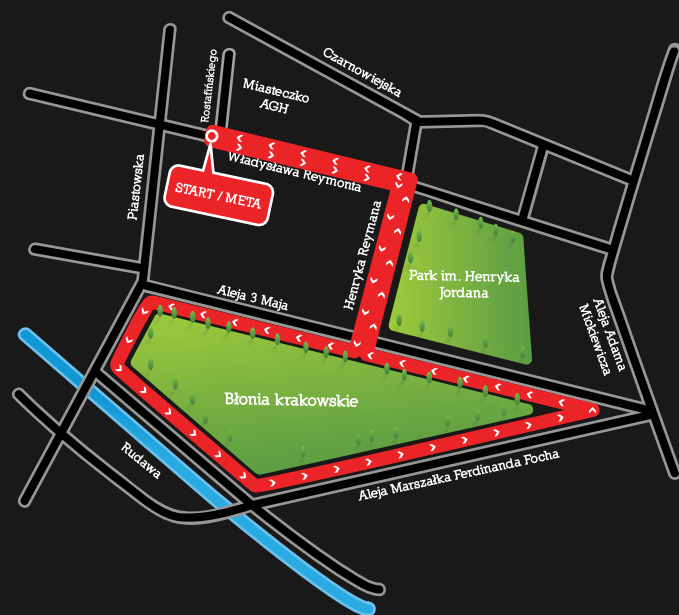 Czarnowiejska
Rostafińskiego
Miasteczko
AGH
Władysława Reymonta
START / META
Piastowska
Henryka Reymana
Park im. Henryka
Jordana
Aleja 3 Maja
Aleja Adama
Mickiewicza
Błonia krakowskie
Rudawa
Aleja Marszałka Ferdinanda Focha